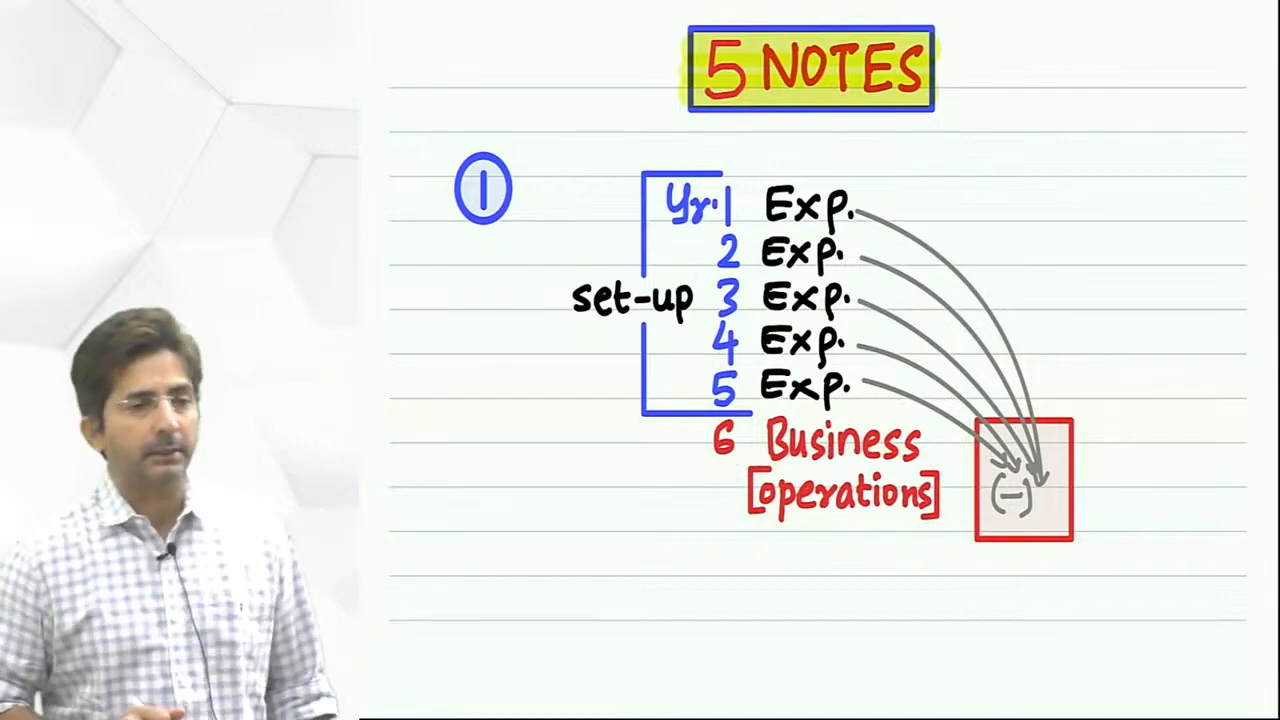 5 NOTES
1
Yr. 1 Exp.
2 Exp.
set-up 3 Exp.
4 Exp.
5 Exp.
6 Business
[operations]
(-)